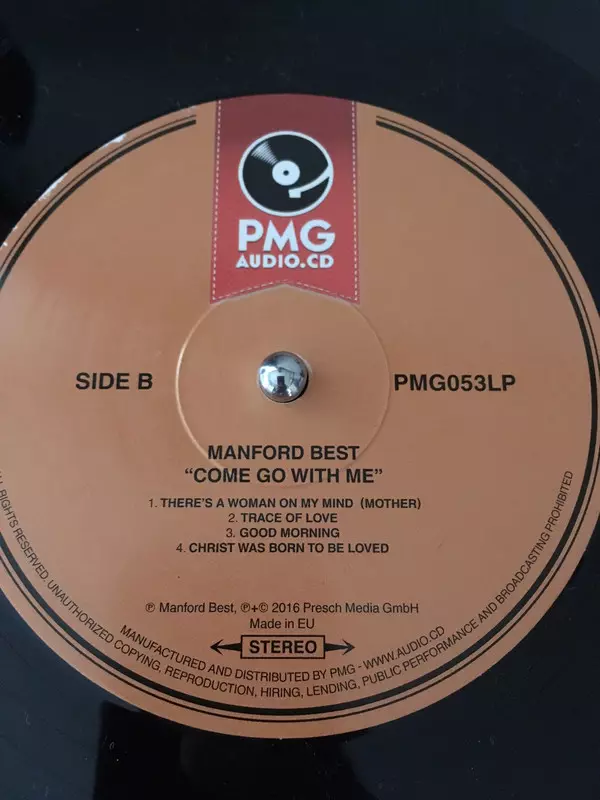 PMG
AUDIO.CD
SIDE B
PMG053LP
MANFORD BEST
“COME GO WITH ME”
1. THERE'S A WOMAN ON MY MIND (MOTHER)
2. TRACE OF LOVE
3. GOOD MORNING
4. CHRIST WAS BORN TO BE LOVED
℗ Manford Best, ℗+© 2016 Presch Media GmbH
Made in EU
STEREO
MANUFACTURED AND DISTRIBUTED BY PMG - WWW.AUDIO.CD
RIGHTS RESERVED. UNAUTHORIZED COPYING, REPRODUCTION, HIRING, LENDING, PUBLIC PERFORMANCE AND BROADCASTING PROHIBITED